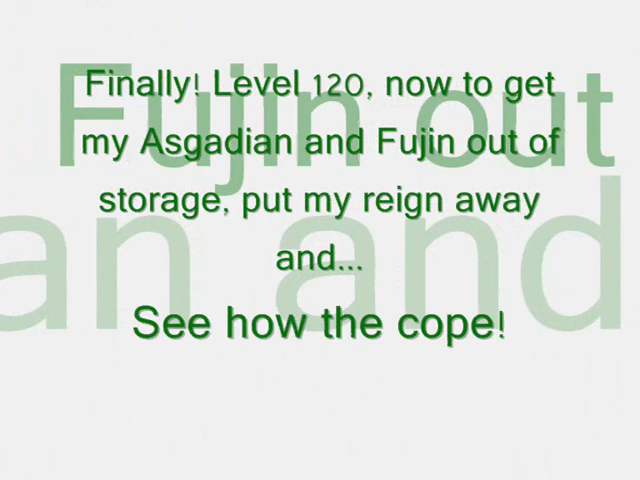 Fujin out
an and
Finally! Level 120, now to get
my Asgadian and Fujin out of
storage, put my reign away
and...
See how the cope!